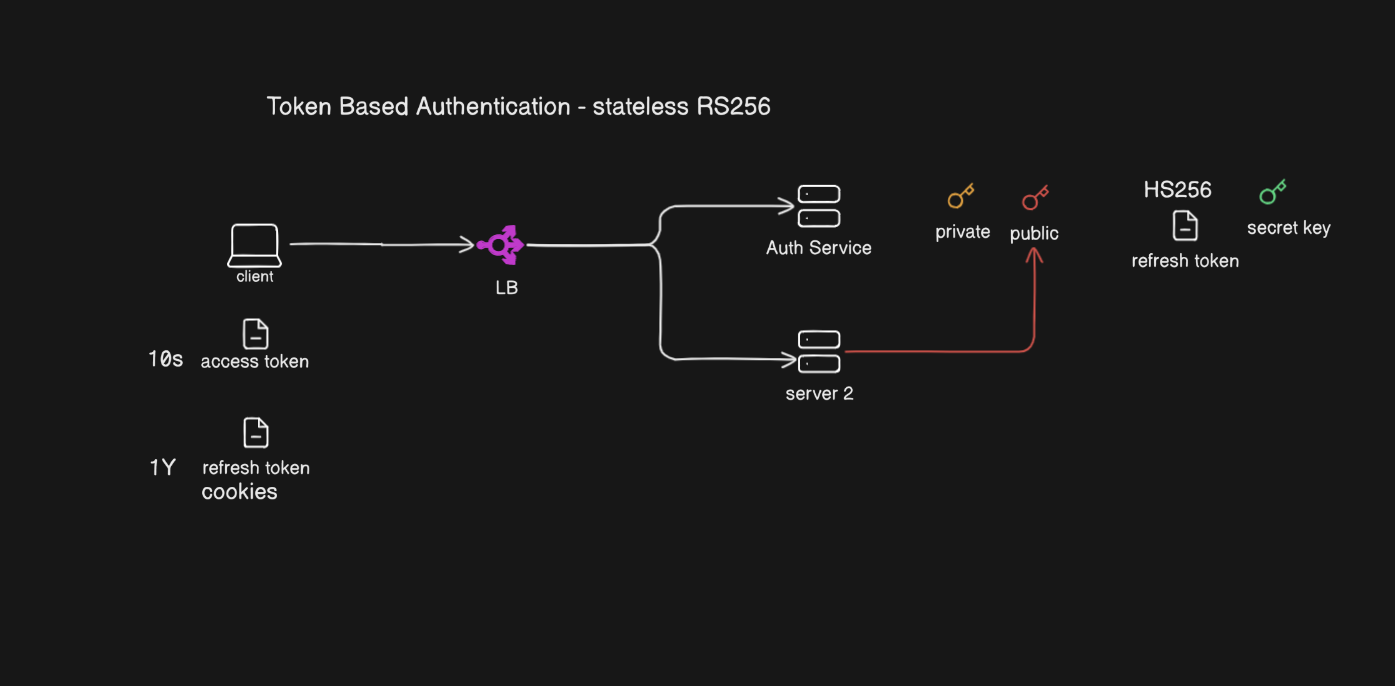 Token Based Authentication - stateless RS256
client
LB
Auth Service
private
public
HS256
refresh token
secret key
10s
access token
server 2
1Y
refresh token
cookies